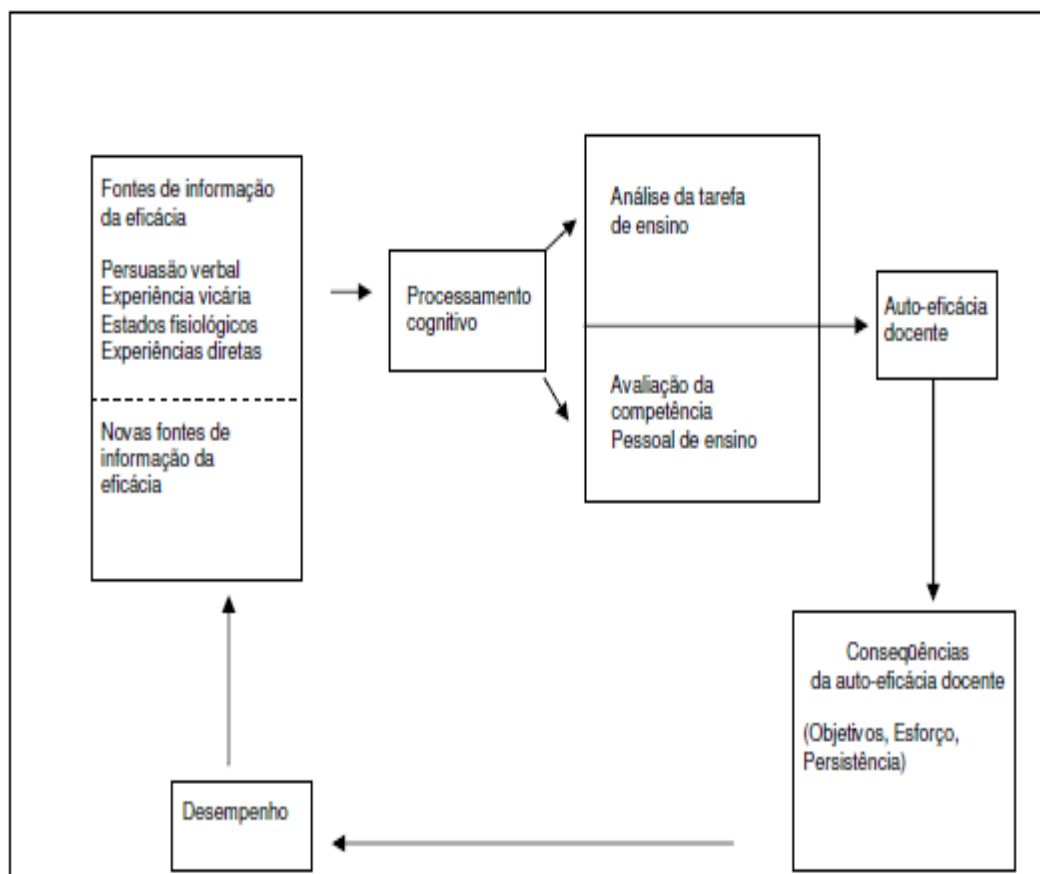 Fontes de informação
da eficácia
Persuasão verbal
Experiência vicária
Estados fisiológicos
Experiências diretas
Novas fontes de
informação da
eficácia
Processamento
cognitivo
Análise da tarefa
de ensino
Avaliação da
competência
Pessoal de ensino
Auto-eficácia
docente
Conseqüências
da auto-eficácia docente
(Objetivos, Esforço,
Persistência)
Desempenho